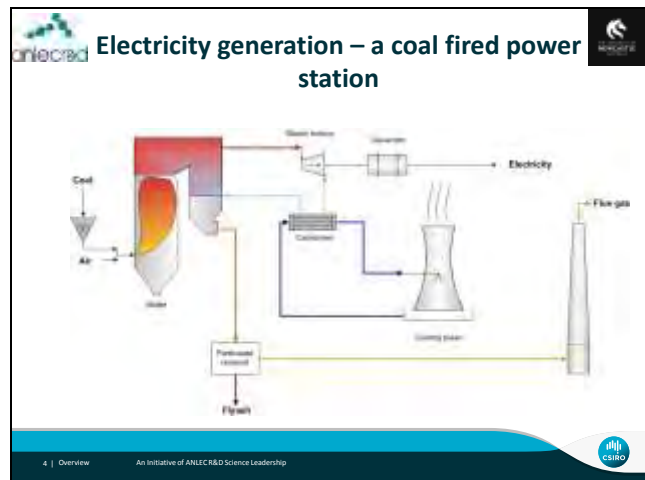 anlecr&d
Electricity generation – a coal fired power
station
Steam turbine
Generator
Electricity
Coal
Flue gas
Condenser
Air
Boiler
Cooling tower
Particulate
removal
Flyash
4 | Overview
An Initiative of ANLEC R&D Science Leadership
CSIRO